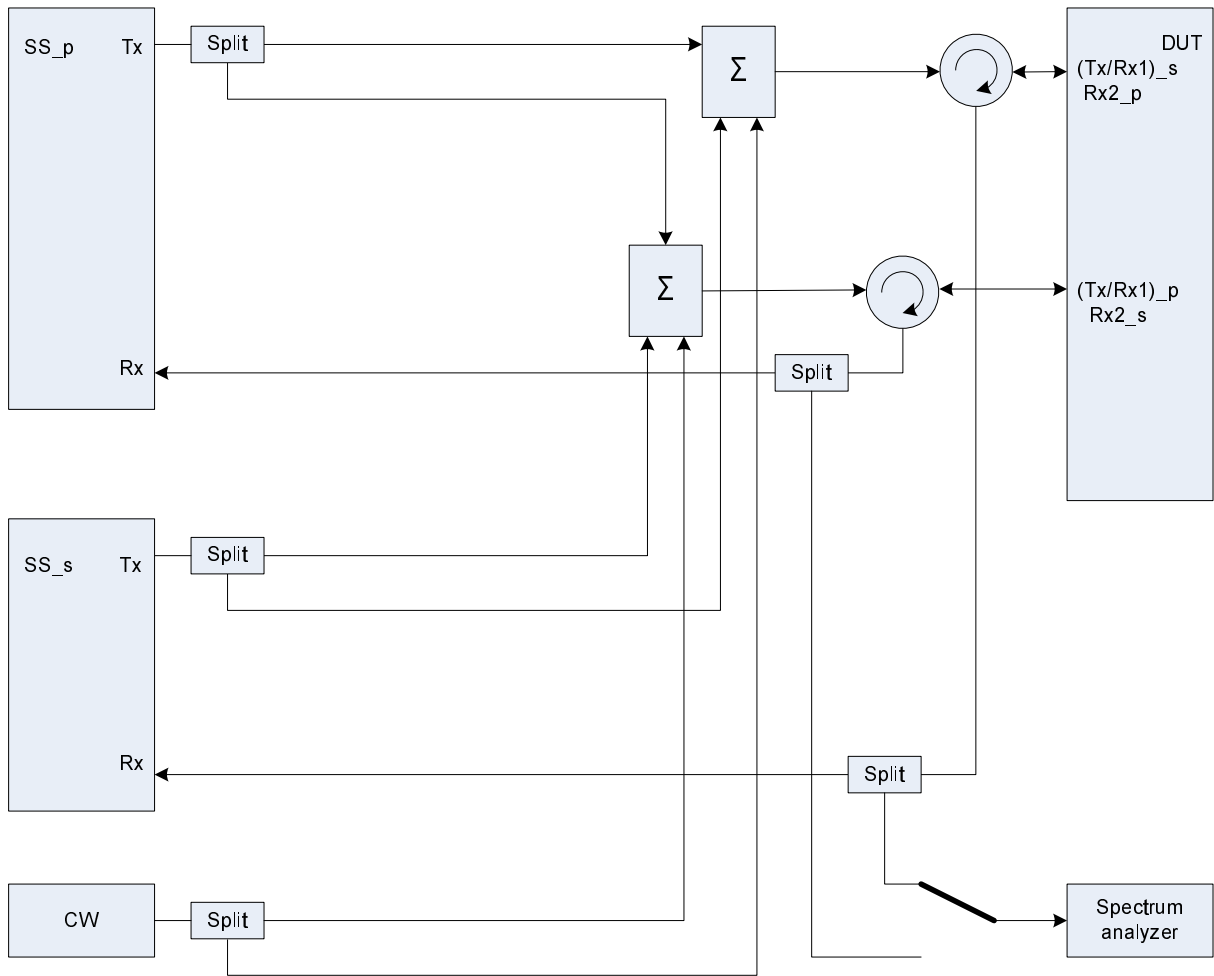 SS_p Tx
Split
Σ
DUT
(Tx/Rx1)_s
Rx2_p
Σ
(Tx/Rx1)_p
Rx2_s
Rx
Split
SS_s Tx
Split
Rx
Split
CW
Split
Spectrum
analyzer